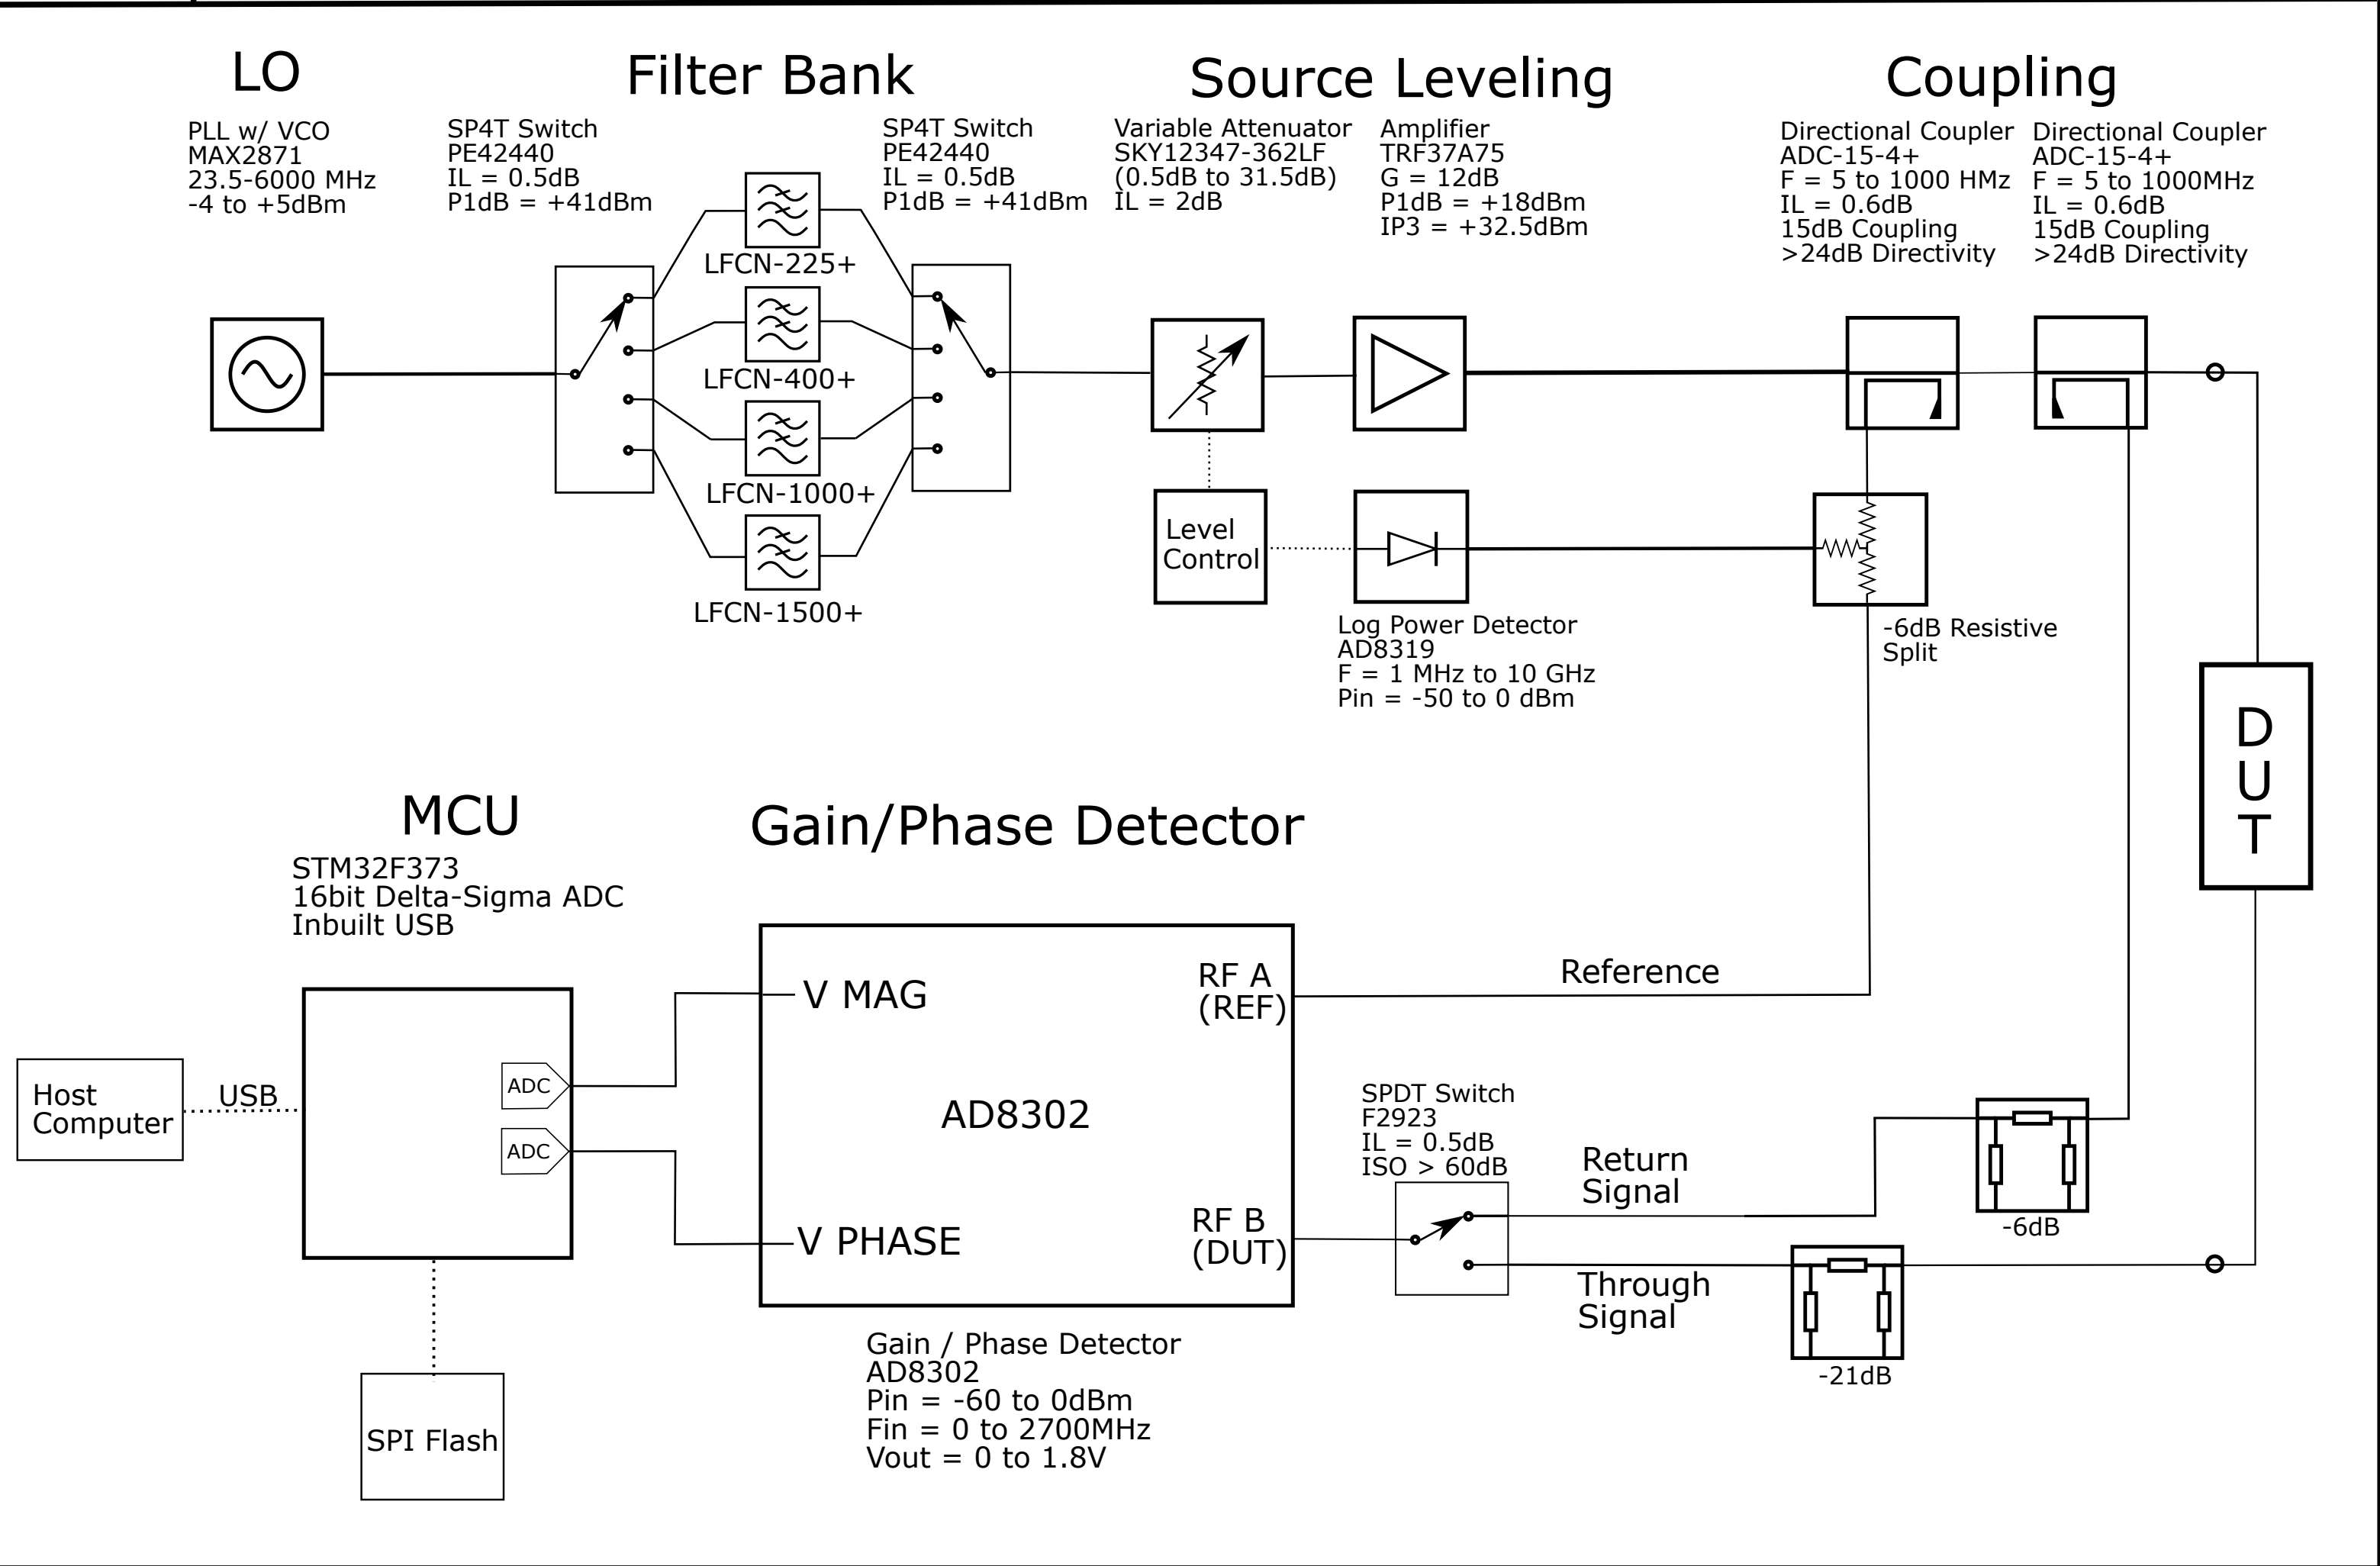 LO
PLL w/ VCO
MAX2871
23.5-6000 MHz
-4 to +5dBm
Filter Bank
SP4T Switch
PE42440
IL = 0.5dB
P1dB = +41dBm
LFCN-225+
LFCN-400+
LFCN-1000+
LFCN-1500+
SP4T Switch
PE42440
IL = 0.5dB
P1dB = +41dBm
Source Leveling
Variable Attenuator
SKY12347-362LF
(0.5dB to 31.5dB)
IL = 2dB
Amplifier
TRF37A75
G = 12dB
P1dB = +18dBm
IP3 = +32.5dBm
Level
Control
Log Power Detector
AD8319
F = 1 MHz to 10 GHz
Pin = -50 to 0 dBm
Coupling
Directional Coupler
ADC-15-4+
F = 5 to 1000 HMz
IL = 0.6dB
15dB Coupling
>24dB Directivity
Directional Coupler
ADC-15-4+
F = 5 to 1000MHz
IL = 0.6dB
15dB Coupling
>24dB Directivity
-6dB Resistive
Split
D
U
T
MCU
STM32F373
16bit Delta-Sigma ADC
Inbuilt USB
Host
Computer
USB
ADC
ADC
SPI Flash
Gain/Phase Detector
V MAG
V PHASE
AD8302
RF A
(REF)
RF B
(DUT)
Gain / Phase Detector
AD8302
Pin = -60 to 0dBm
Fin = 0 to 2700MHz
Vout = 0 to 1.8V
Reference
SPDT Switch
F2923
IL = 0.5dB
ISO > 60dB
Return
Signal
Through
Signal
-6dB
-21dB